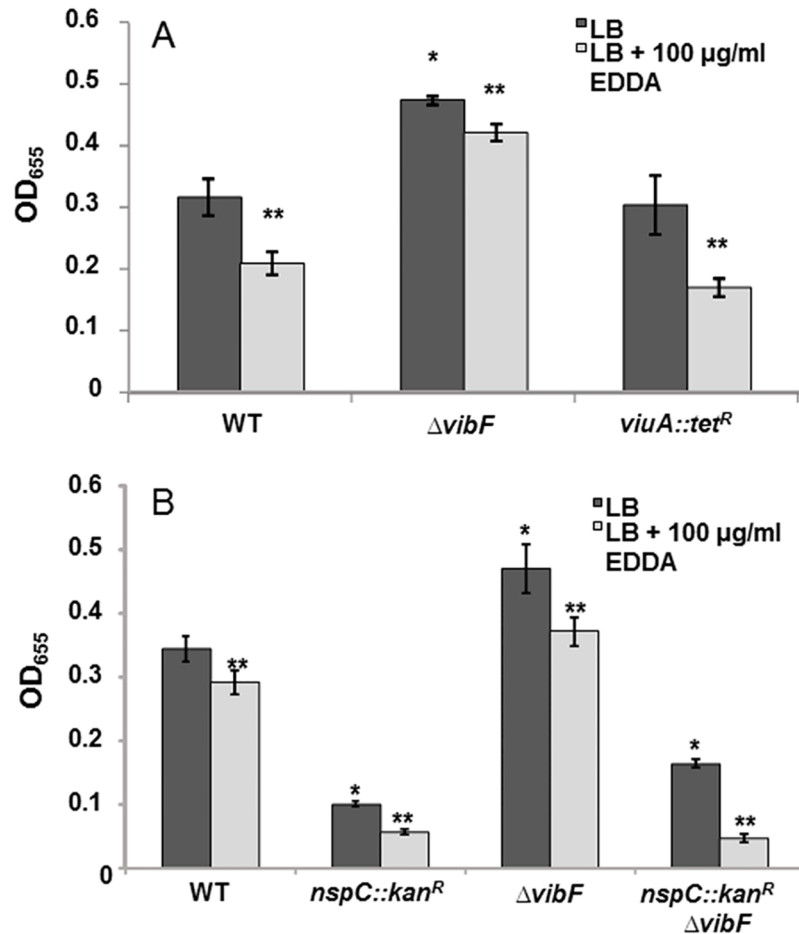 A
LB
LB + 100 µg/ml
EDDA
0.6
0.5
0.4
0.3
0.2
0.1
0
OD655
*
**
**
**
WT
ΔvibF
viuA::tetR
B
LB
LB + 100 µg/ml
EDDA
0.6
0.5
0.4
0.3
0.2
0.1
0
OD655
**
*
**
*
**
*
**
WT
nspC::kanR
ΔvibF
nspC::kanR
ΔvibF